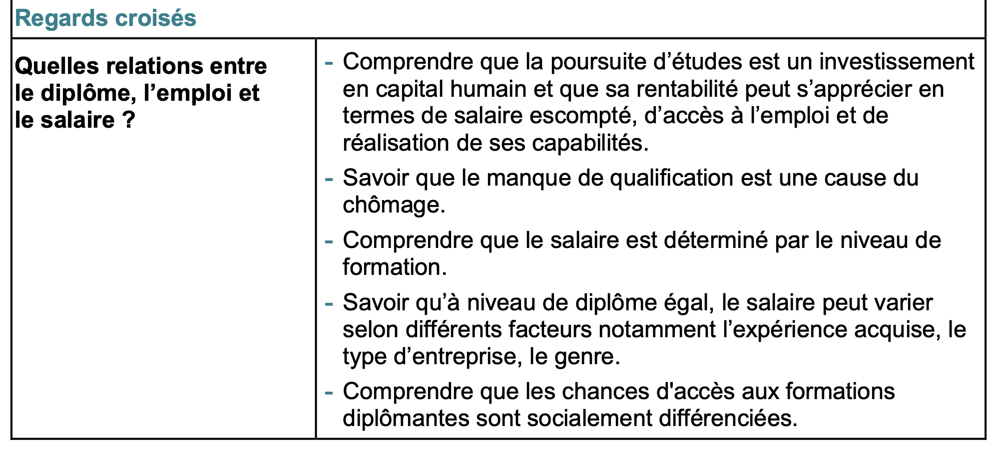 Regards croisés
Quelles relations entre
le diplôme, l’emploi et
le salaire ?
- Comprendre que la poursuite d’études est un investissement
en capital humain et que sa rentabilité peut s’apprécier en
termes de salaire escompté, d’accès à l’emploi et de
réalisation de ses capabilités.
- Savoir que le manque de qualification est une cause du
chômage.
- Comprendre que le salaire est déterminé par le niveau de
formation.
- Savoir qu’à niveau de diplôme égal, le salaire peut varier
selon différents facteurs notamment l’expérience acquise, le
type d’entreprise, le genre.
- Comprendre que les chances d'accès aux formations
diplômantes sont socialement différenciées.